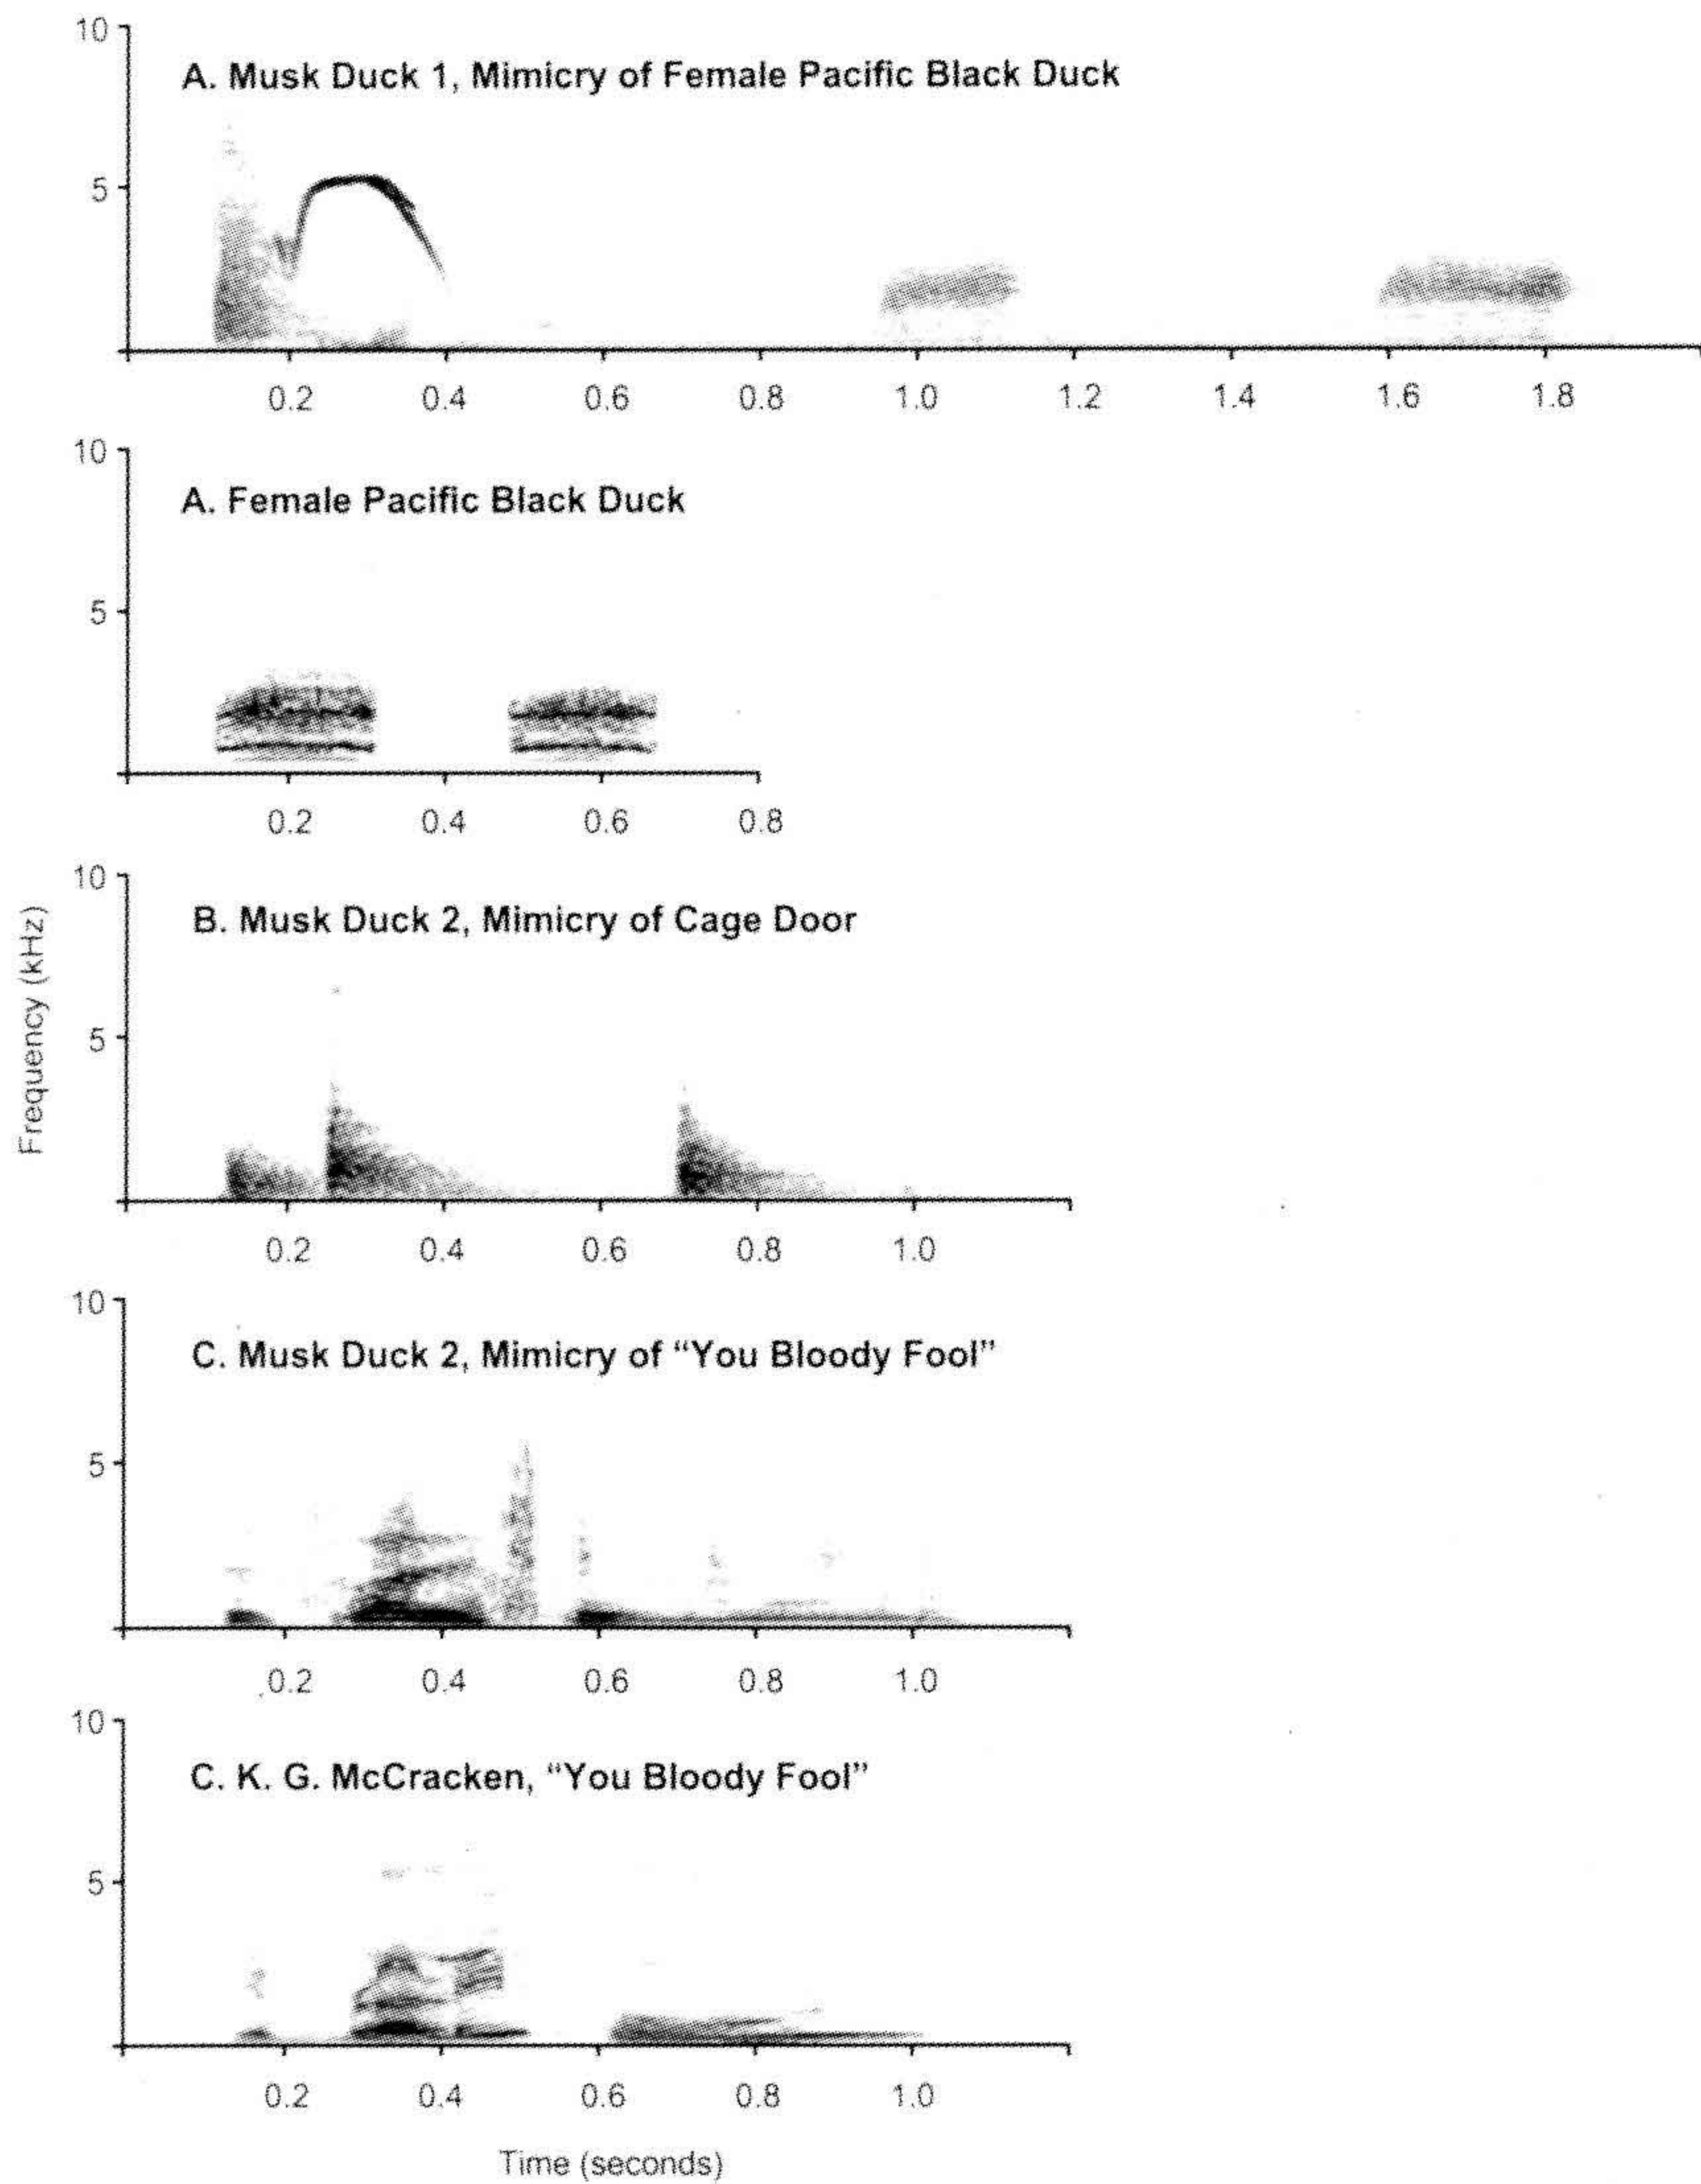 10
A. Musk Duck 1, Mimicry of Female Pacific Black Duck
5
0.2 0.4 0.6 0.8 1.0 1.2 1.4 1.6 1.8
10
A. Female Pacific Black Duck
5
0.2 0.4 0.6 0.8
Frequency (kHz)
10
B. Musk Duck 2, Mimicry of Cage Door
5
0.2 0.4 0.6 0.8 1.0
10
C. Musk Duck 2, Mimicry of “You Bloody Fool”
5
0.2 0.4 0.6 0.8 1.0
10
C. K. G. McCracken, “You Bloody Fool”
5
0.2 0.4 0.6 0.8 1.0
Time (seconds)